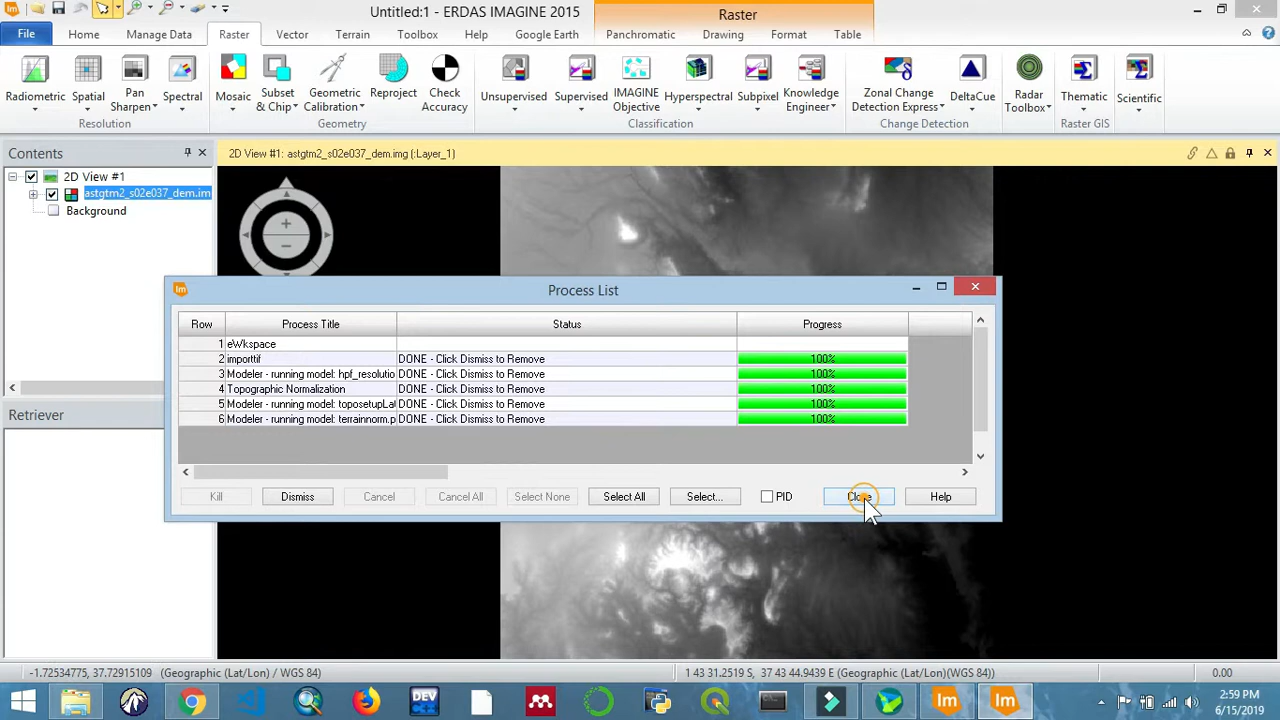 Untitled:1 - ERDAS IMAGINE 2015
Raster
File
Home
Manage Data
Raster
Vector
Terrain
Toolbox
Help
Google Earth
Panchromatic
Drawing
Format
Table
Radiometric
Spatial
Pan
Sharpen
Spectral
Mosaic
Subset
& Chip
Geometric
Calibration
Reproject
Check
Accuracy
Unsupervised
Supervised
IMAGINE
Objective
Hyperspectral
Subpixel
Knowledge
Engineer
Zonal Change
Detection Express
DeltaCue
Radar
Toolbox
Thematic
Scientific
Resolution
Geometry
Classification
Change Detection
Raster GIS
Contents
2D View #1: astgtm2_s02e037_dem.img (:Layer_1)
2D View #1
astgtm2_s02e037_dem.im
Background
Retriever
Process List
Row Process Title Status Progress
1 eWkspace
2 importtif DONE - Click Dismiss to Remove 100%
3 Modeler - running model: hpf_resolutio DONE - Click Dismiss to Remove 100%
4 Topographic Normalization DONE - Click Dismiss to Remove 100%
5 Modeler - running model: toposetupLat DONE - Click Dismiss to Remove 100%
6 Modeler - running model: terrainnorm.p DONE - Click Dismiss to Remove 100%
Kill Dismiss Cancel Cancel All Select None Select All Select... PID Close Help
-1.72534775, 37.72915109 (Geographic (Lat/Lon) / WGS 84)
1 43 31.2519 S, 37 43 44.9439 E (Geographic (Lat/Lon)(WGS 84))
0.00
DEV
2:59 PM
6/15/2019